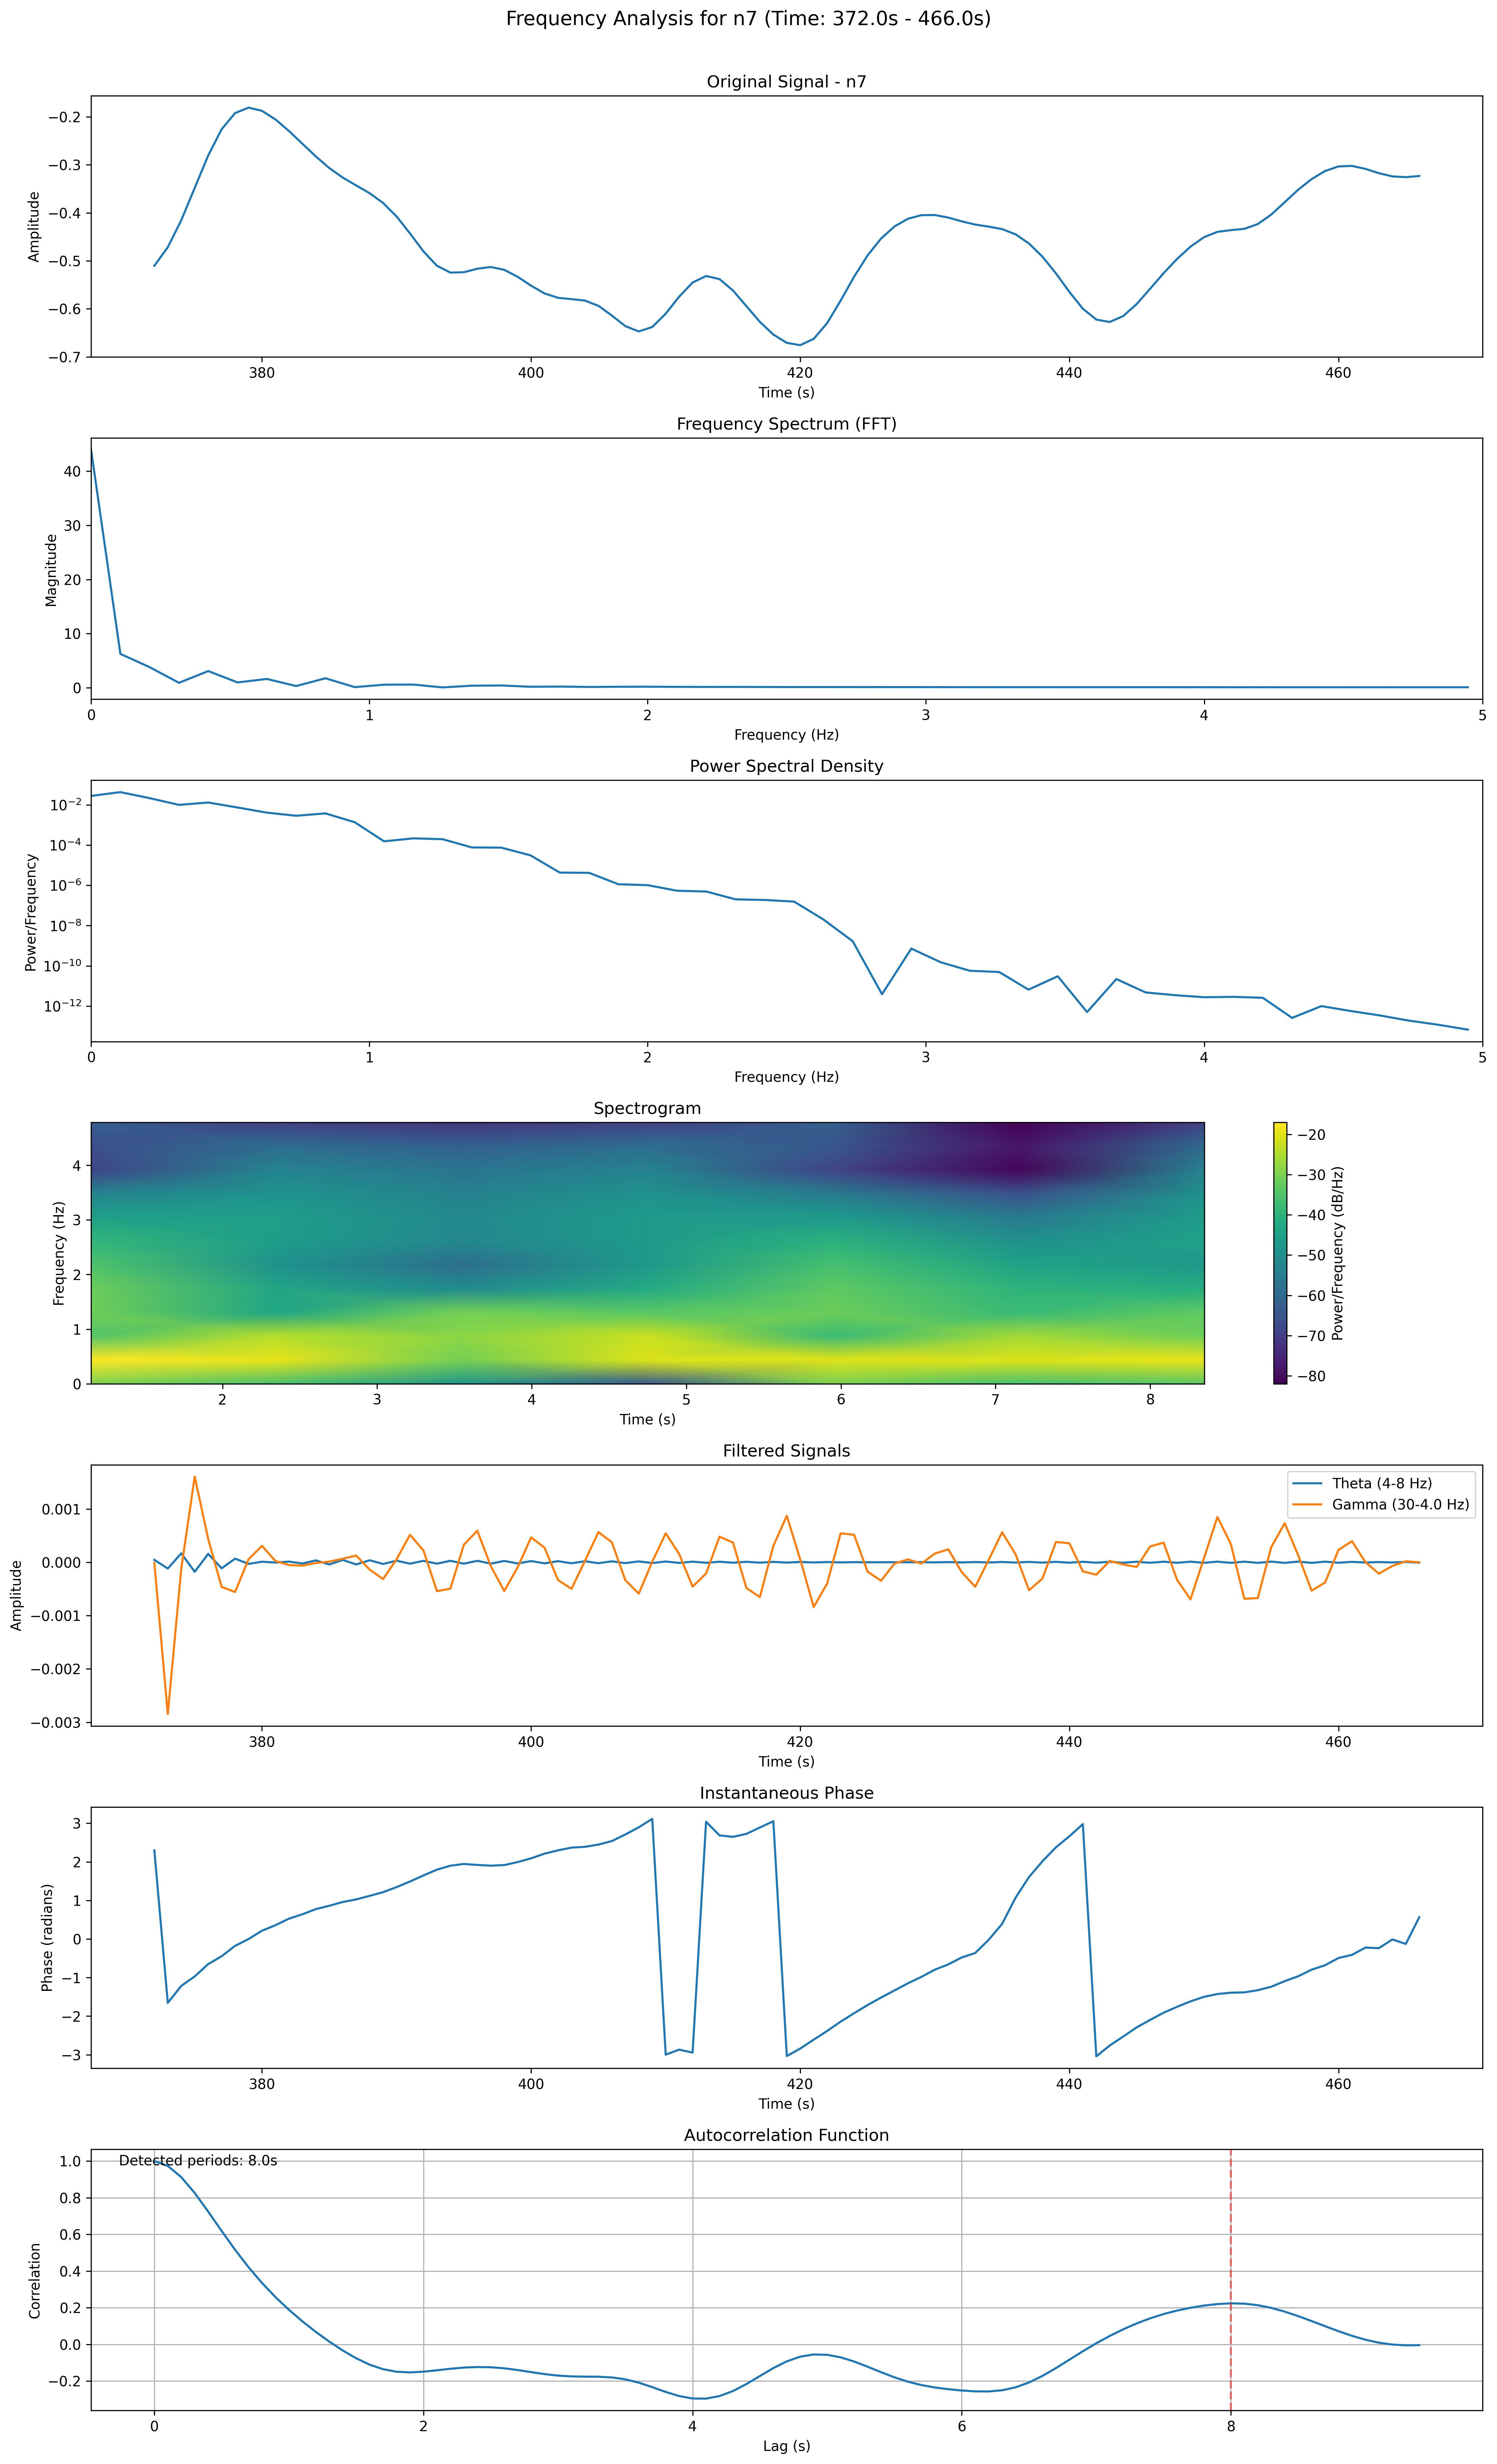 Frequency Analysis for n7 (Time: 372.0s - 466.0s)
Original Signal - n7
Amplitude
−0.2
−0.3
−0.4
−0.5
−0.6
−0.7
380 400 420 440 460
Time (s)
Frequency Spectrum (FFT)
Magnitude
40
30
20
10
0
0 1 2 3 4 5
Frequency (Hz)
Power Spectral Density
Power/Frequency
10⁻²
10⁻⁴
10⁻⁶
10⁻⁸
10⁻¹⁰
10⁻¹²
0 1 2 3 4 5
Frequency (Hz)
Spectrogram
Frequency (Hz)
4
3
2
1
0
2 3 4 5 6 7 8
Time (s)
−20
−30
−40
−50
−60
−70
−80
Power/Frequency (dB/Hz)
Filtered Signals
Amplitude
0.001
0.000
−0.001
−0.002
−0.003
Theta (4-8 Hz)
Gamma (30-4.0 Hz)
380 400 420 440 460
Time (s)
Instantaneous Phase
Phase (radians)
3
2
1
0
−1
−2
−3
380 400 420 440 460
Time (s)
Autocorrelation Function
Detected periods: 8.0s
Correlation
1.0
0.8
0.6
0.4
0.2
0.0
−0.2
0 2 4 6 8
Lag (s)